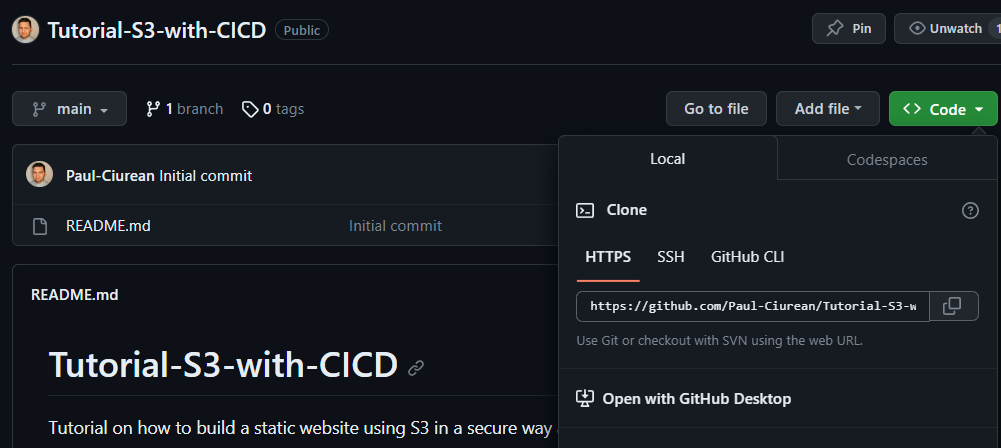 Tutorial-S3-with-CICD Public Pin Unwatch 1
main 1 branch 0 tags Go to file Add file Code
Local Codespaces
Paul-Ciurean Initial commit
Clone
README.md Initial commit
HTTPS SSH GitHub CLI
README.md
https://github.com/Paul-Ciurean/Tutorial-S3-w
Use Git or checkout with SVN using the web URL.
Tutorial-S3-with-CICD
Open with GitHub Desktop
Tutorial on how to build a static website using S3 in a secure way